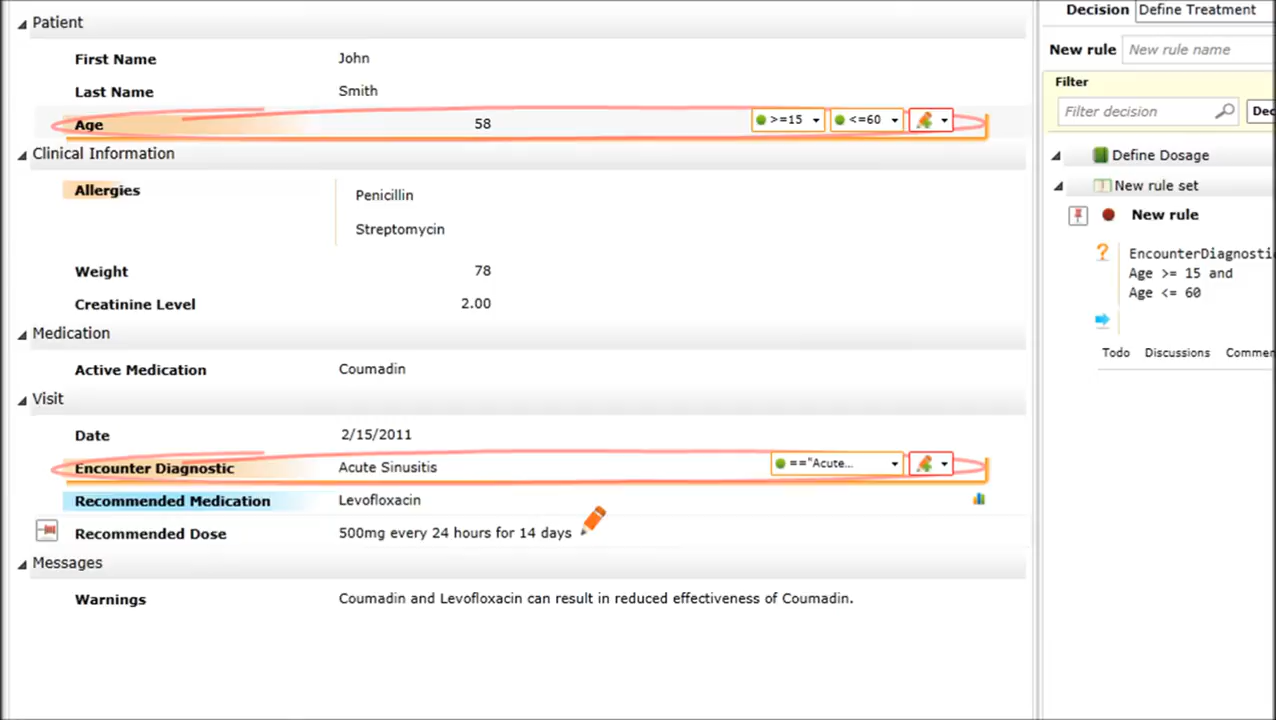 Patient
First Name John
Last Name Smith
Age 58 >=15 <=60
Clinical Information
Allergies Penicillin
Streptomycin
Weight 78
Creatinine Level 2.00
Medication
Active Medication Coumadin
Visit
Date 2/15/2011
Encounter Diagnostic Acute Sinusitis =="Acute...
Recommended Medication Levofloxacin
Recommended Dose 500mg every 24 hours for 14 days
Messages
Warnings Coumadin and Levofloxacin can result in reduced effectiveness of Coumadin.
Decision Define Treatment
New rule New rule name
Filter
Filter decision Dec
Define Dosage
New rule set
New rule
EncounterDiagnostic
Age >= 15 and
Age <= 60
Todo Discussions Commen